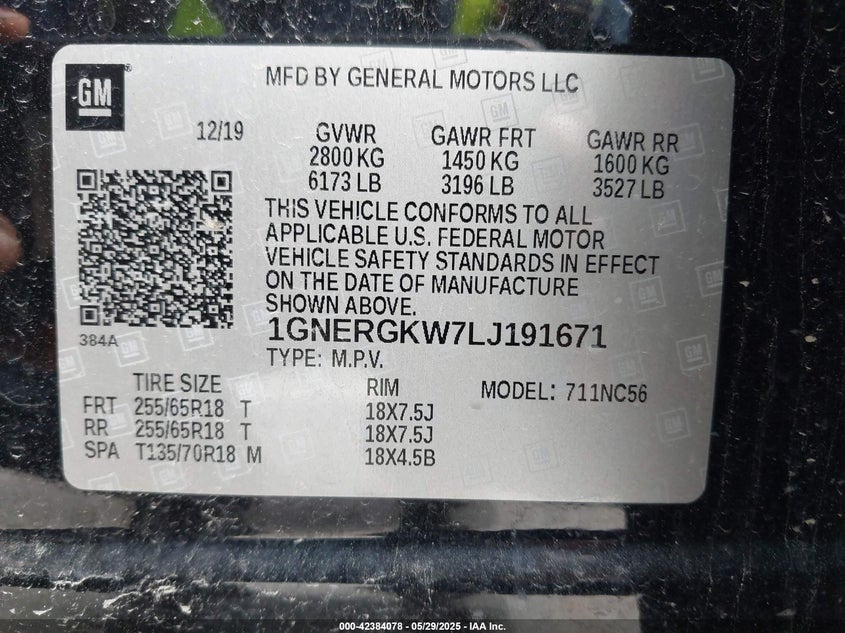 GM
MFD BY GENERAL MOTORS LLC
12/19 GVWR GAWR FRT GAWR RR
2800 KG 1450 KG 1600 KG
6173 LB 3196 LB 3527 LB
THIS VEHICLE CONFORMS TO ALL
APPLICABLE U.S. FEDERAL MOTOR
VEHICLE SAFETY STANDARDS IN EFFECT
ON THE DATE OF MANUFACTURE
SHOWN ABOVE.
384A
1GNERGKW7LJ191671
TYPE: M.P.V.
TIRE SIZE RIM MODEL: 711NC56
FRT 255/65R18 T 18X7.5J
RR 255/65R18 T 18X7.5J
SPA T135/70R18 M 18X4.5B
000-42384078 - 05/29/2025 - IAA Inc.